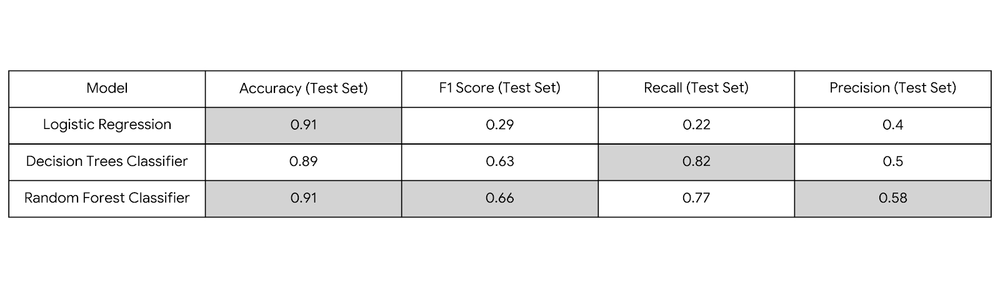 Model Accuracy (Test Set) F1 Score (Test Set) Recall (Test Set) Precision (Test Set)
Logistic Regression 0.91 0.29 0.22 0.4
Decision Trees Classifier 0.89 0.63 0.82 0.5
Random Forest Classifier 0.91 0.66 0.77 0.58